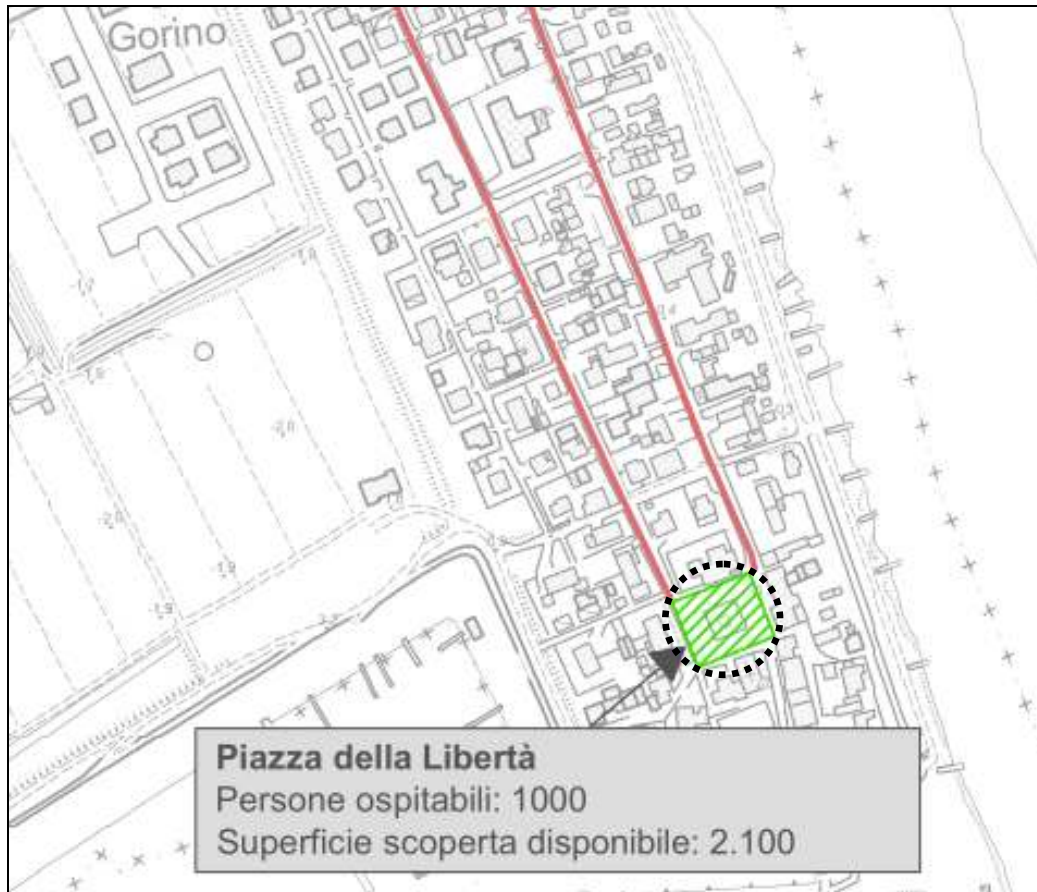 Gorino
Piazza della Libertà
Persone ospitabili: 1000
Superficie scoperta disponibile: 2.100